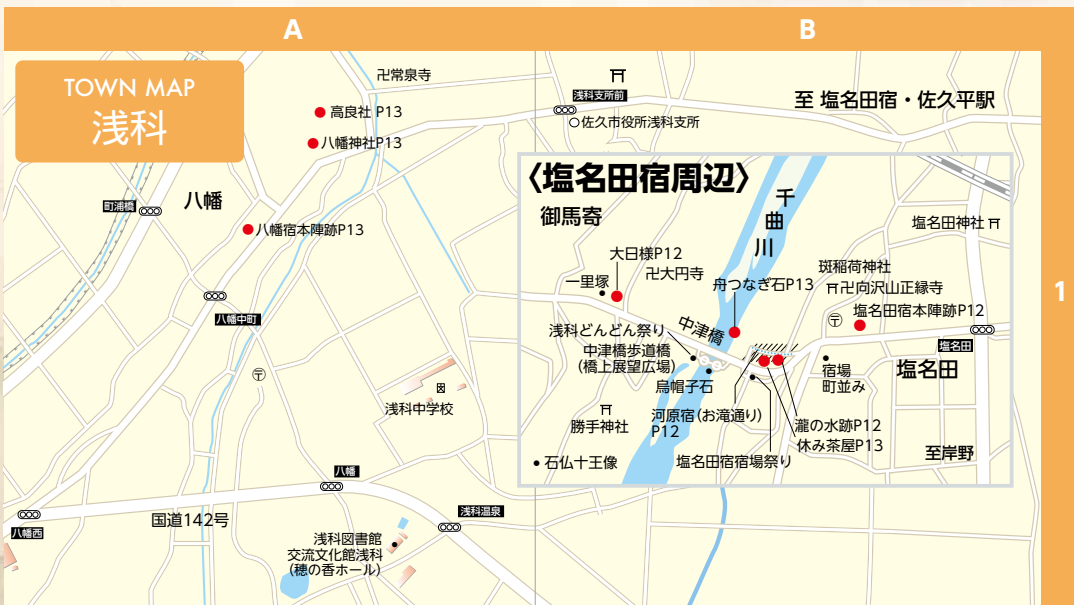 A
B
1
TOWN MAP
浅科
卍常泉寺
高良社 P13
八幡神社P13
浅科支所前
佐久市役所浅科支所
至 塩名田宿・佐久平駅
町浦橋
八幡
八幡宿本陣跡P13
八幡中町
浅科中学校
八幡
国道142号
八幡西
浅科温泉
浅科図書館
交流文化館浅科
(穂の香ホール)
〈塩名田宿周辺〉
御馬寄
千曲川
塩名田神社
大日様P12
卍大円寺
一里塚
舟つなぎ石P13
斑稲荷神社
卍向沢山正縁寺
塩名田宿本陣跡P12
中津橋
浅科どんどん祭り
中津橋歩道橋
(橋上展望広場)
烏帽子石
塩名田
宿場
町並み
塩名田
勝手神社
河原宿(お滝通り)
P12
瀧の水跡P12
休み茶屋P13
石仏十王像
塩名田宿宿場祭り
至岸野